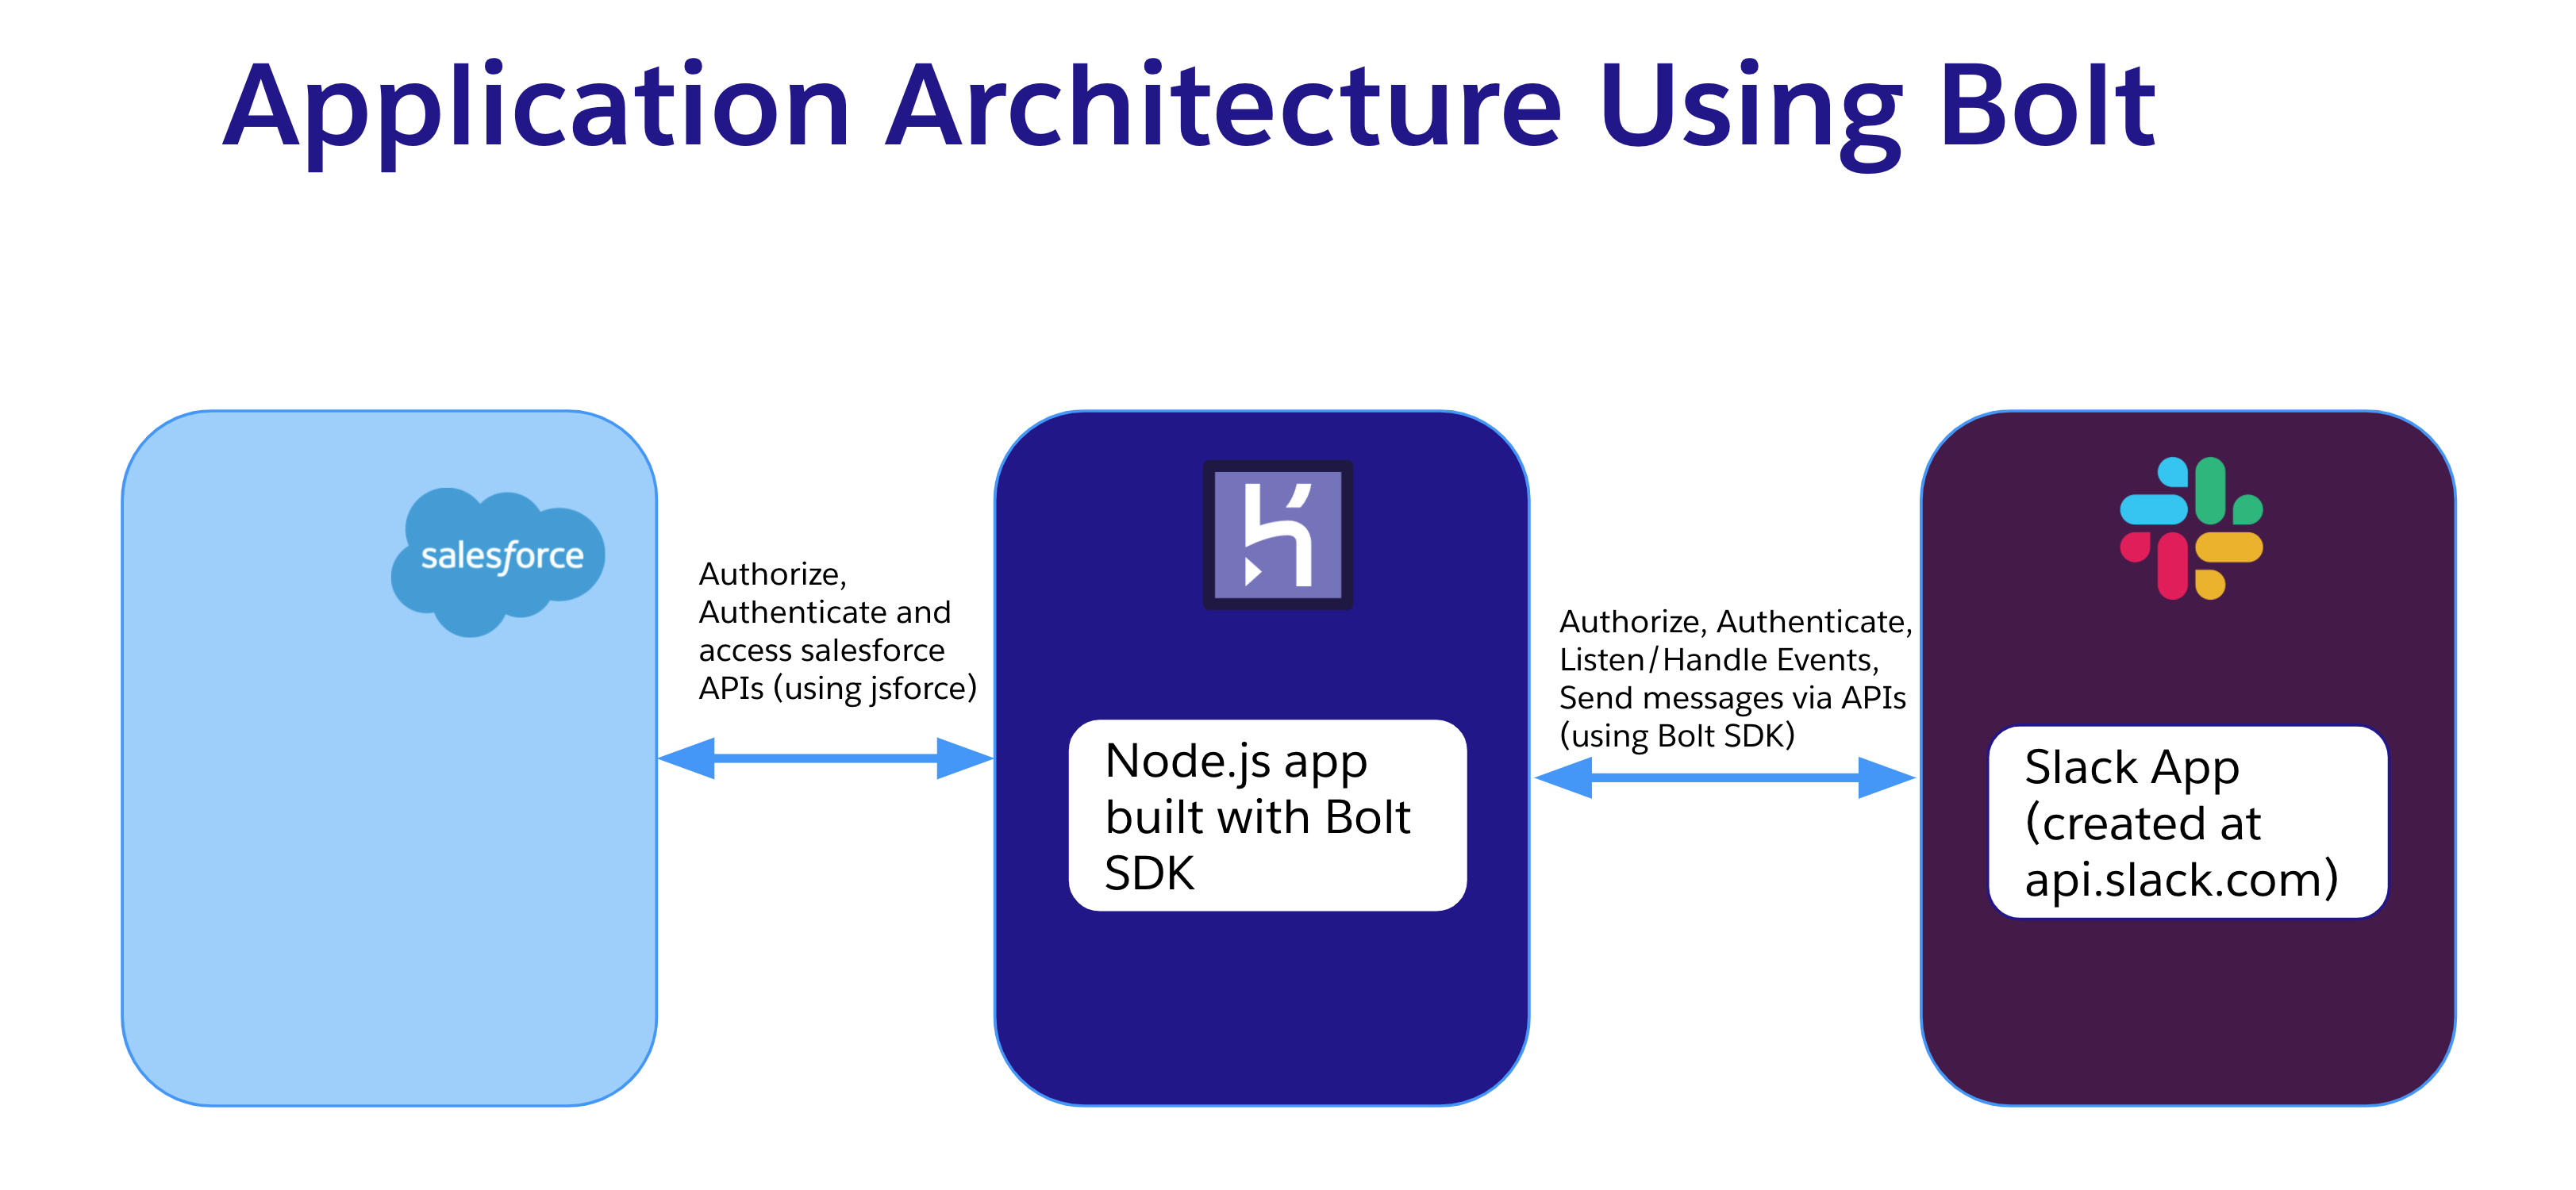 Application Architecture Using Bolt
salesforce
Authorize,
Authenticate and
access salesforce
APIs (using jsforce)
Node.js app
built with Bolt
SDK
Authorize, Authenticate,
Listen/Handle Events,
Send messages via APIs
(using Bolt SDK)
Slack App
(created at
api.slack.com)